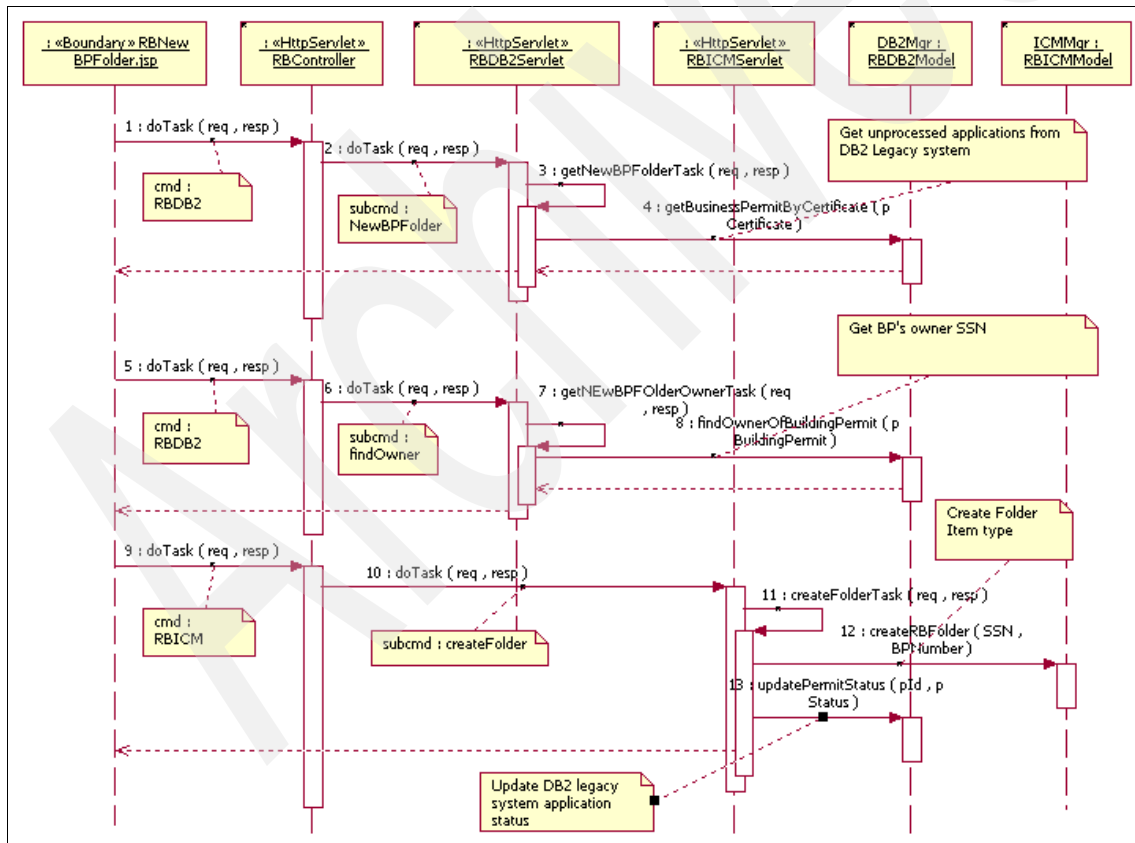 : «Boundary» RBNew
BPFolder.jsp
: «HttpServlet»
RBController
: «HttpServlet»
RBDB2Servlet
: «HttpServlet»
RBICMServlet
DB2Mgr :
RBDB2Model
ICMMgr :
RBICMModel
1 : doTask ( req , resp )
cmd :
RBDB2
2 : doTask ( req , resp )
subcmd :
NewBPFolder
3 : getNewBPFolderTask ( req , resp )
4 : getBusinessPermitByCertificate ( p
Certificate )
Get unprocessed applications from
DB2 Legacy system
Get BP's owner SSN
5 : doTask ( req , resp )
cmd :
RBDB2
6 : doTask ( req , resp )
subcmd :
findOwner
7 : getNEwBPFOlderOwnerTask ( req
, resp )
8 : findOwnerOfBuildingPermit ( p
BuildingPermit )
Create Folder
Item type
9 : doTask ( req , resp )
cmd :
RBICM
10 : doTask ( req , resp )
subcmd : createFolder
11 : createFolderTask ( req , resp )
12 : createRBFolder ( SSN ,
BPNumber )
13 : updatePermitStatus ( pId , p
Status )
Update DB2 legacy
system application
status
Archive